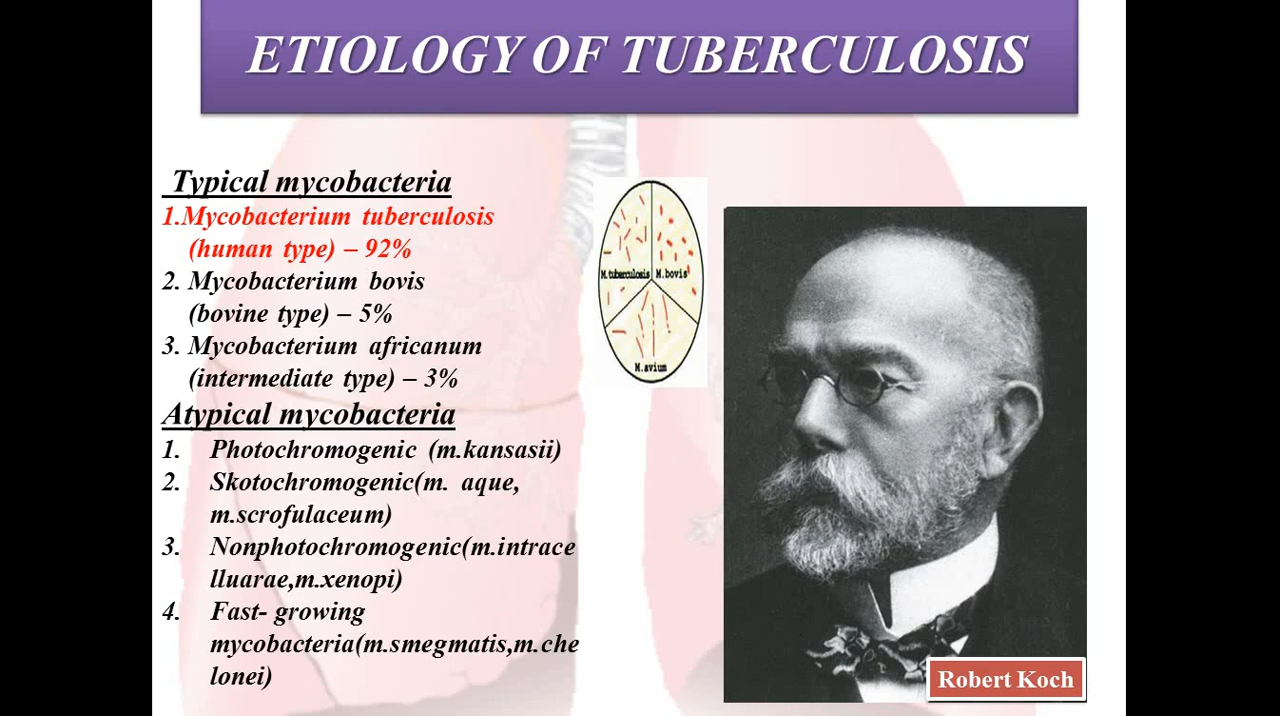 ETIOLOGY OF TUBERCULOSIS
Typical mycobacteria
1.Mycobacterium tuberculosis
(human type) – 92%
2. Mycobacterium bovis
(bovine type) – 5%
3. Mycobacterium africanum
(intermediate type) – 3%
Atypical mycobacteria
1. Photochromogenic (m.kansasii)
2. Skotochromogenic(m. aque,
m.scrofulaceum)
3. Nonphotochromogenic(m.intrace
lluarae,m.xenopi)
4. Fast- growing
mycobacteria(m.smegmatis,m.che
lonei)
M.tuberculosis
M.bovis
M.avium
Robert Koch